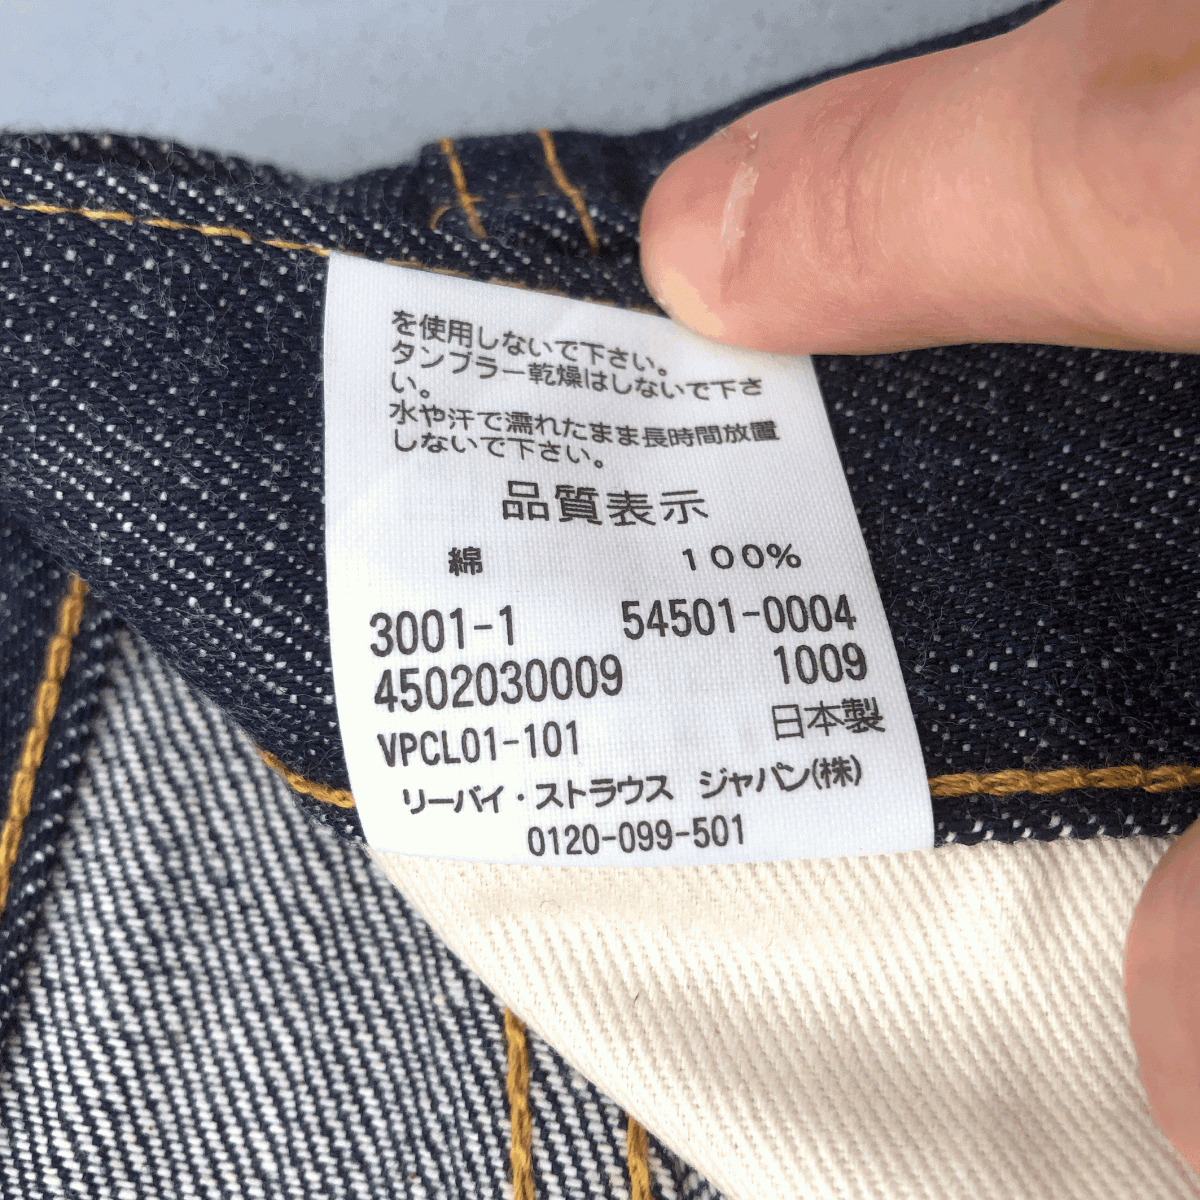 を使用しないで下さい。
タンブラー乾燥はしないで下さ
い。
水や汗で濡れたまま長時間放置
しないで下さい。
品質表示
綿 100%
3001-1 54501-0004
4502030009 1009
VPCL01-101 日本製
リーバイ・ストラウス ジャパン(株)
0120-099-501